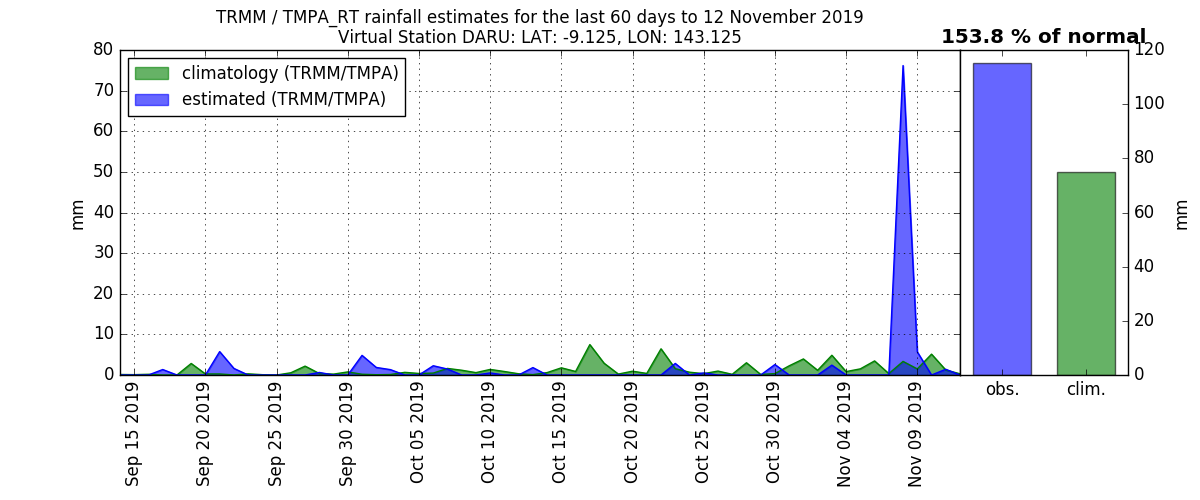 TRMM / TMPA_RT rainfall estimates for the last 60 days to 12 November 2019
Virtual Station DARU: LAT: -9.125, LON: 143.125
153.8 % of normal
climatology (TRMM/TMPA)
estimated (TRMM/TMPA)
mm
80
70
60
50
40
30
20
10
0
Sep 15 2019
Sep 20 2019
Sep 25 2019
Sep 30 2019
Oct 05 2019
Oct 10 2019
Oct 15 2019
Oct 20 2019
Oct 25 2019
Oct 30 2019
Nov 04 2019
Nov 09 2019
obs.
clim.
120
100
80
60
40
20
0
mm